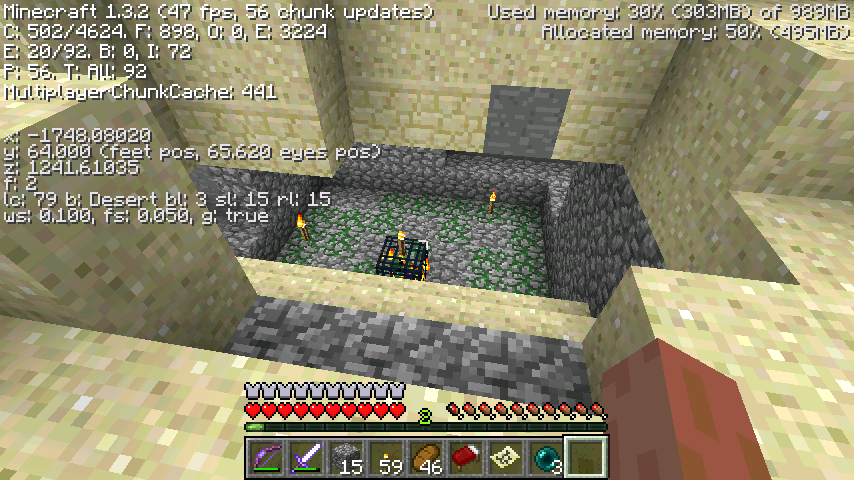 Minecraft 1.3.2 (47 fps, 56 chunk updates)
Used memory: 30% (303MB) of 989MB
C: 502/4624, F: 898, O: 0, E: 3224
Allocated memory: 50% (495MB)
E: 20/92, B: 0, I: 72
P: 56, T: All: 92
MultiplayerChunkCache: 441
x: -1748.08020
y: 64.000 (feet pos, 65.620 eyes pos)
z: 1241.61035
f: 2
lc: 79 b: Desert bl: 3 sl: 15 rl: 15
ws: 0.100, fs: 0.050, g: true
2
15 59 46 3